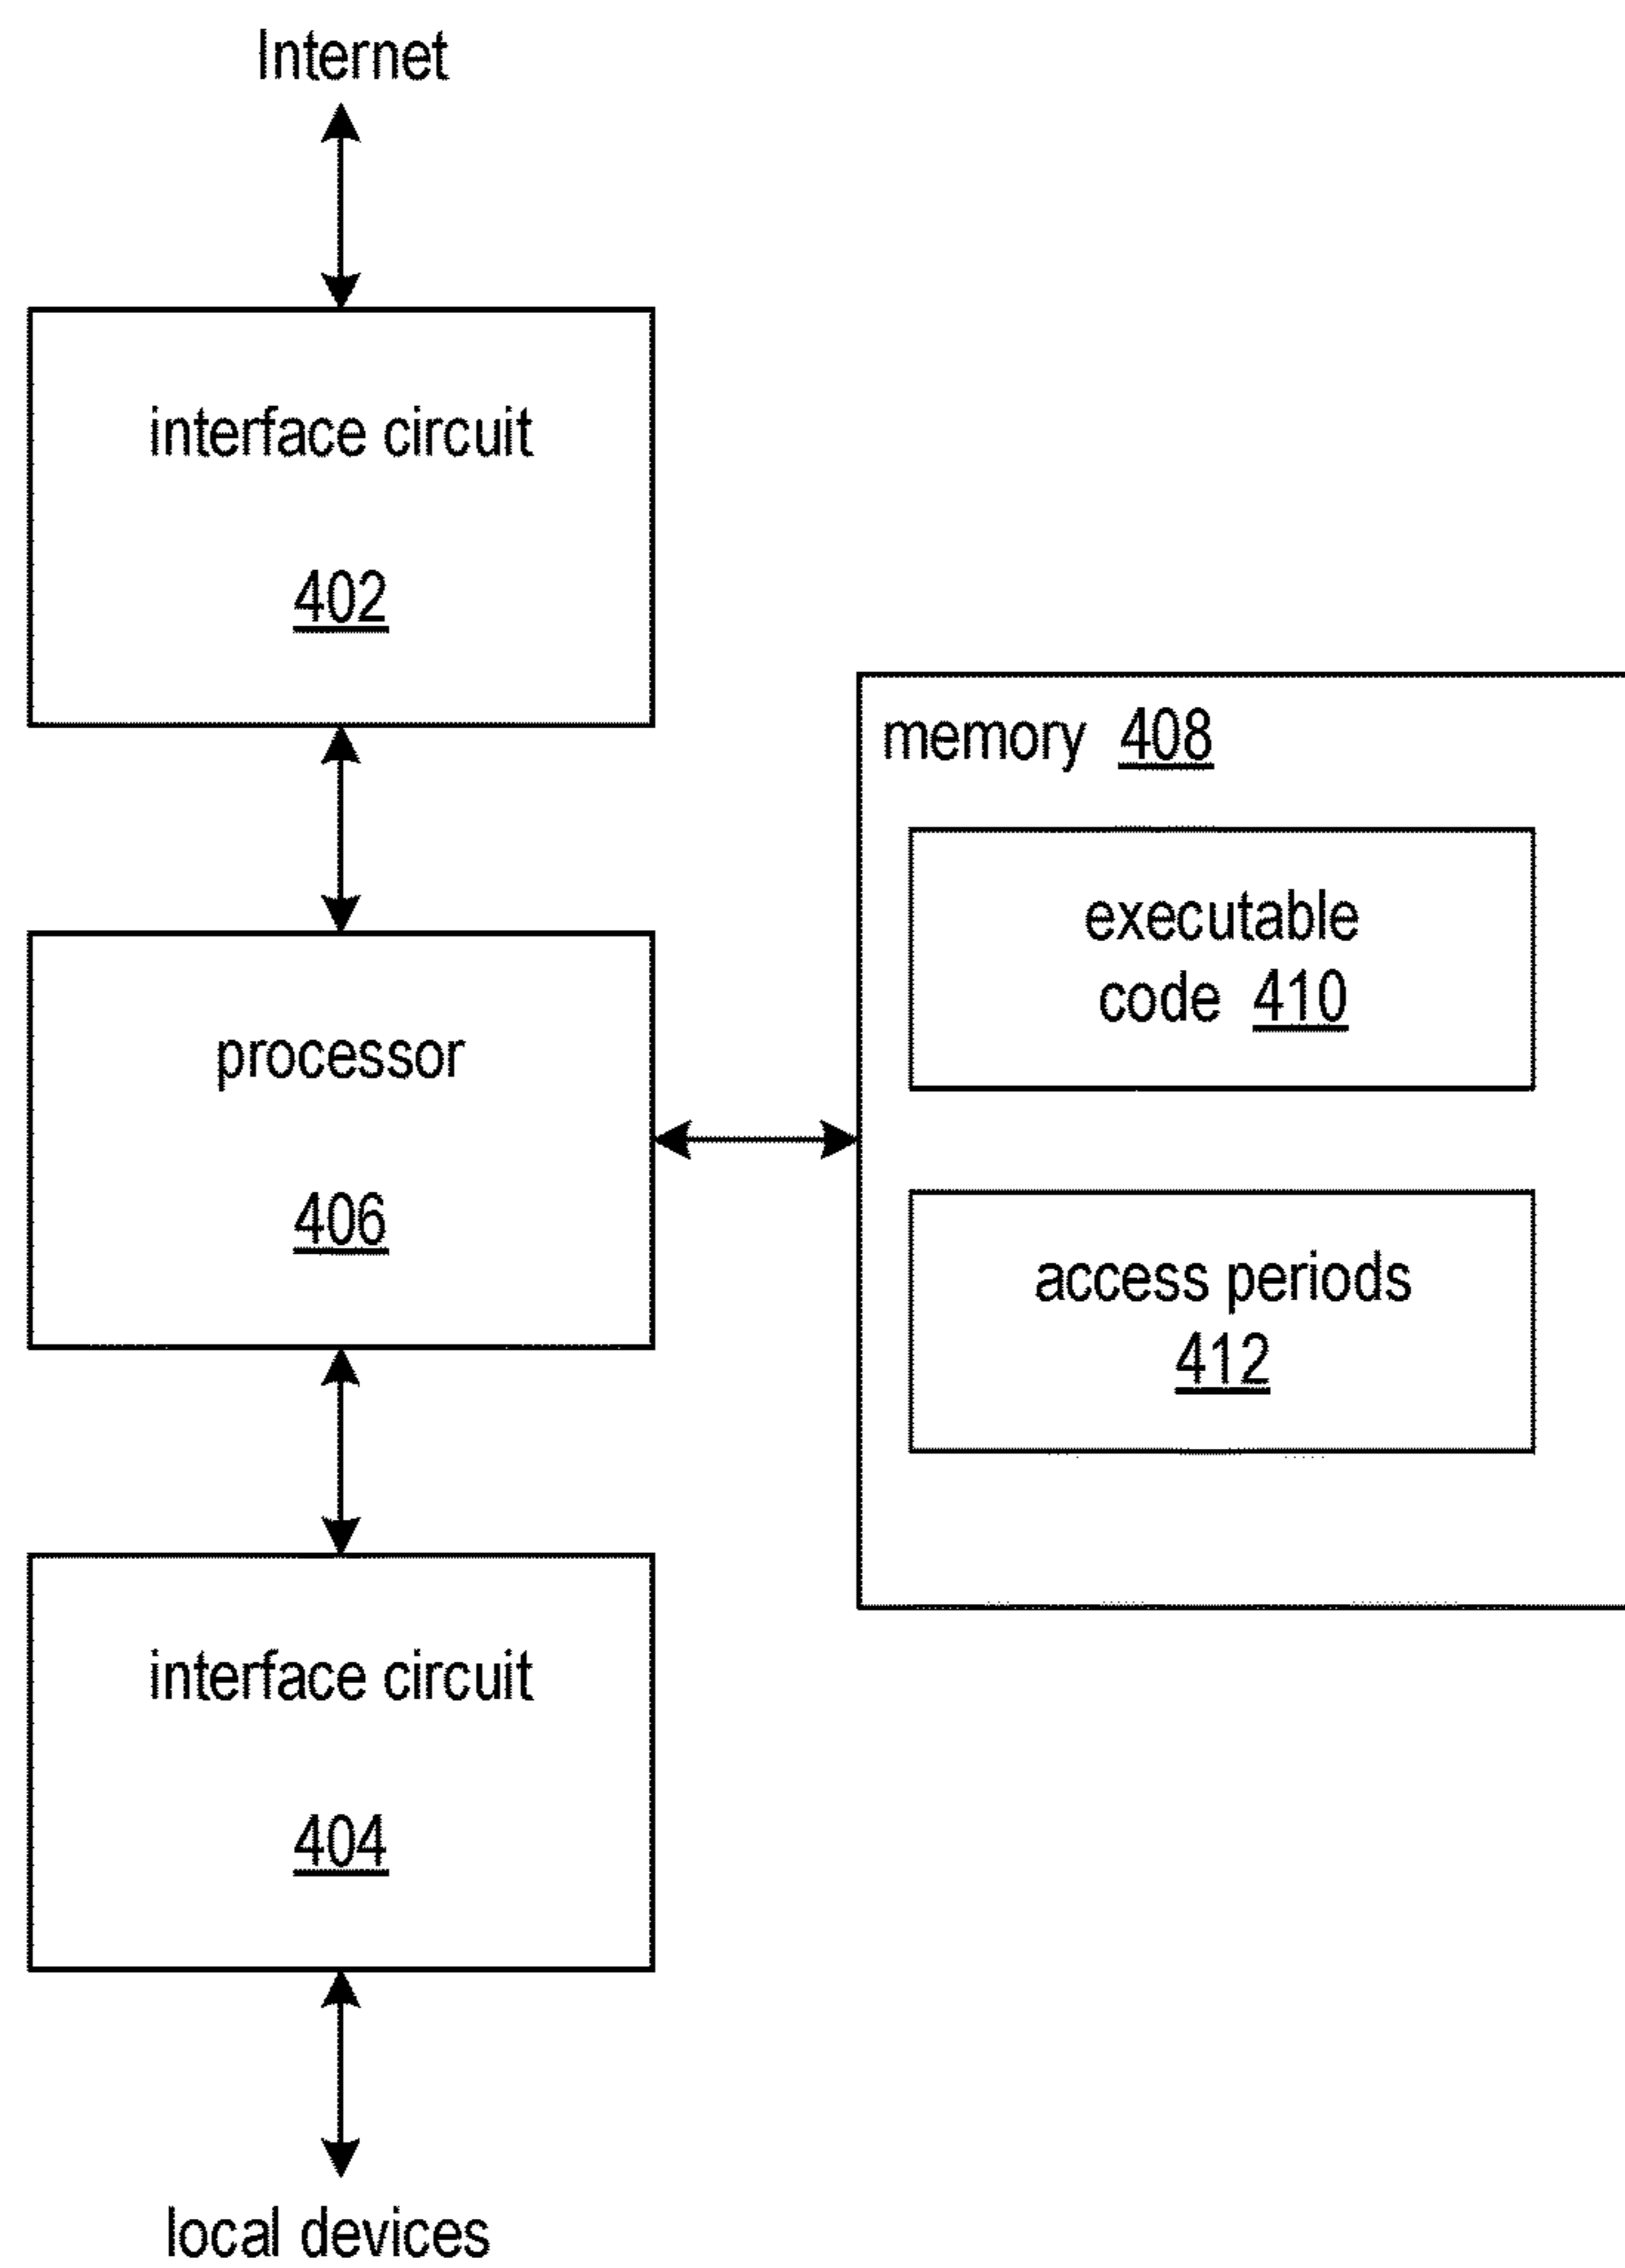 Internet
interface circuit
402
memory 408
executable
code 410
processor
406
access periods
412
interface circuit
404
local devices